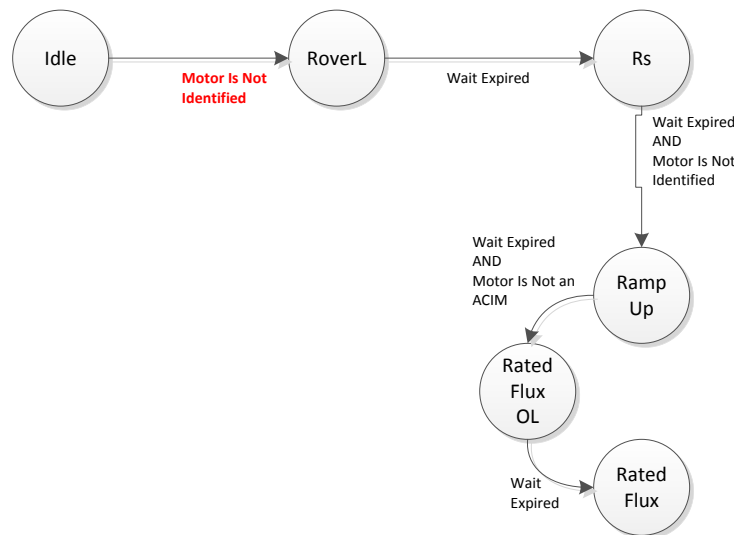 Idle
Motor Is Not
Identified
RoverL
Wait Expired
Rs
Wait Expired
AND
Motor Is Not
Identified
Ramp
Up
Wait Expired
AND
Motor Is Not an
ACIM
Rated
Flux
OL
Wait
Expired
Rated
Flux